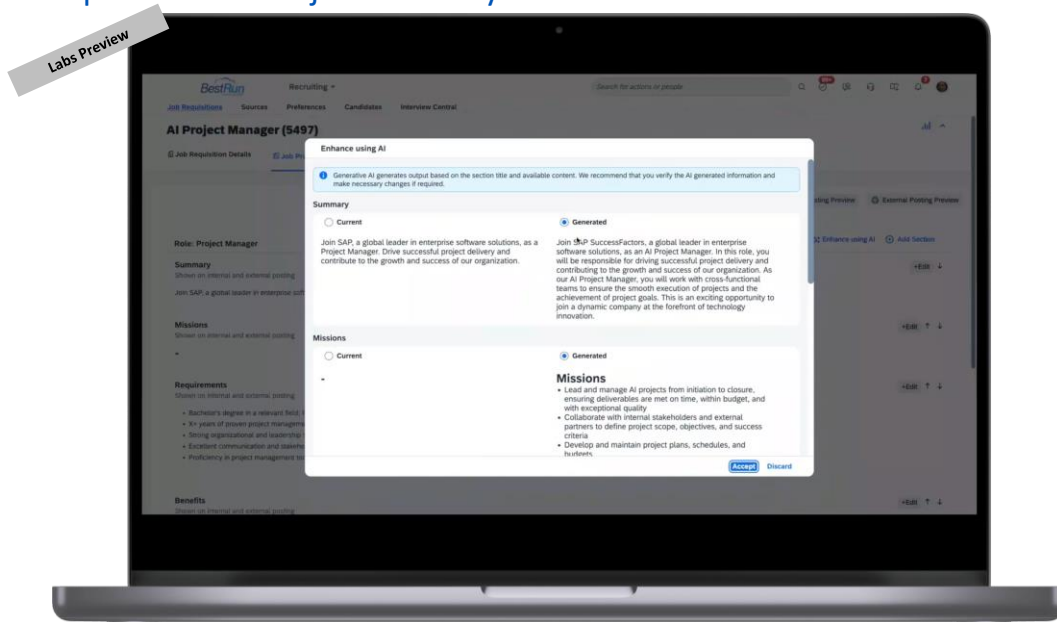 Labs Preview
BestRun
Recruiting
Search for actions or people
Job Requisitions Sources Preferences Candidates Interview Central
AI Project Manager (5497)
Job Requisition Details
Enhance using AI
Generative AI generates output based on the section title and available content. We recommend that you verify the AI generated information and
make necessary changes if required.
External Posting Preview
Enhance using AI Add Section
Role: Project Manager
Summary
Shown on internal and external posting
+Edit
Summary
Current
Join SAP, a global leader in enterprise software solutions, as a
Project Manager. Drive successful project delivery and
contribute to the growth and success of our organization.
Generated
Join SAP SuccessFactors, a global leader in enterprise
software solutions, as an AI Project Manager. In this role, you
will be responsible for driving successful project delivery and
contributing to the growth and success of our organization. As
our AI Project Manager, you will work with cross-functional
teams to ensure the smooth execution of projects and the
achievement of project goals. This is an exciting opportunity to
join a dynamic company at the forefront of technology
innovation.
Join SAP, a global leader in enterprise
Missions
Shown on internal and external posting
-
+Edit
Missions
Current
-
Generated
Missions
• Lead and manage AI projects from initiation to closure,
ensuring deliverables are met on time, within budget, and
with exceptional quality
• Collaborate with internal stakeholders and external
partners to define project scope, objectives, and success
criteria
• Develop and maintain project plans, schedules, and
budgets
Accept Discard
Requirements
Shown on internal and external posting
+Edit
• Bachelor's degree in a relevant field,
• X+ years of proven project
• Strong organizational and leadership
• Excellent communication and
• Proficiency in project management
Benefits
Shown on internal and external posting
+Edit